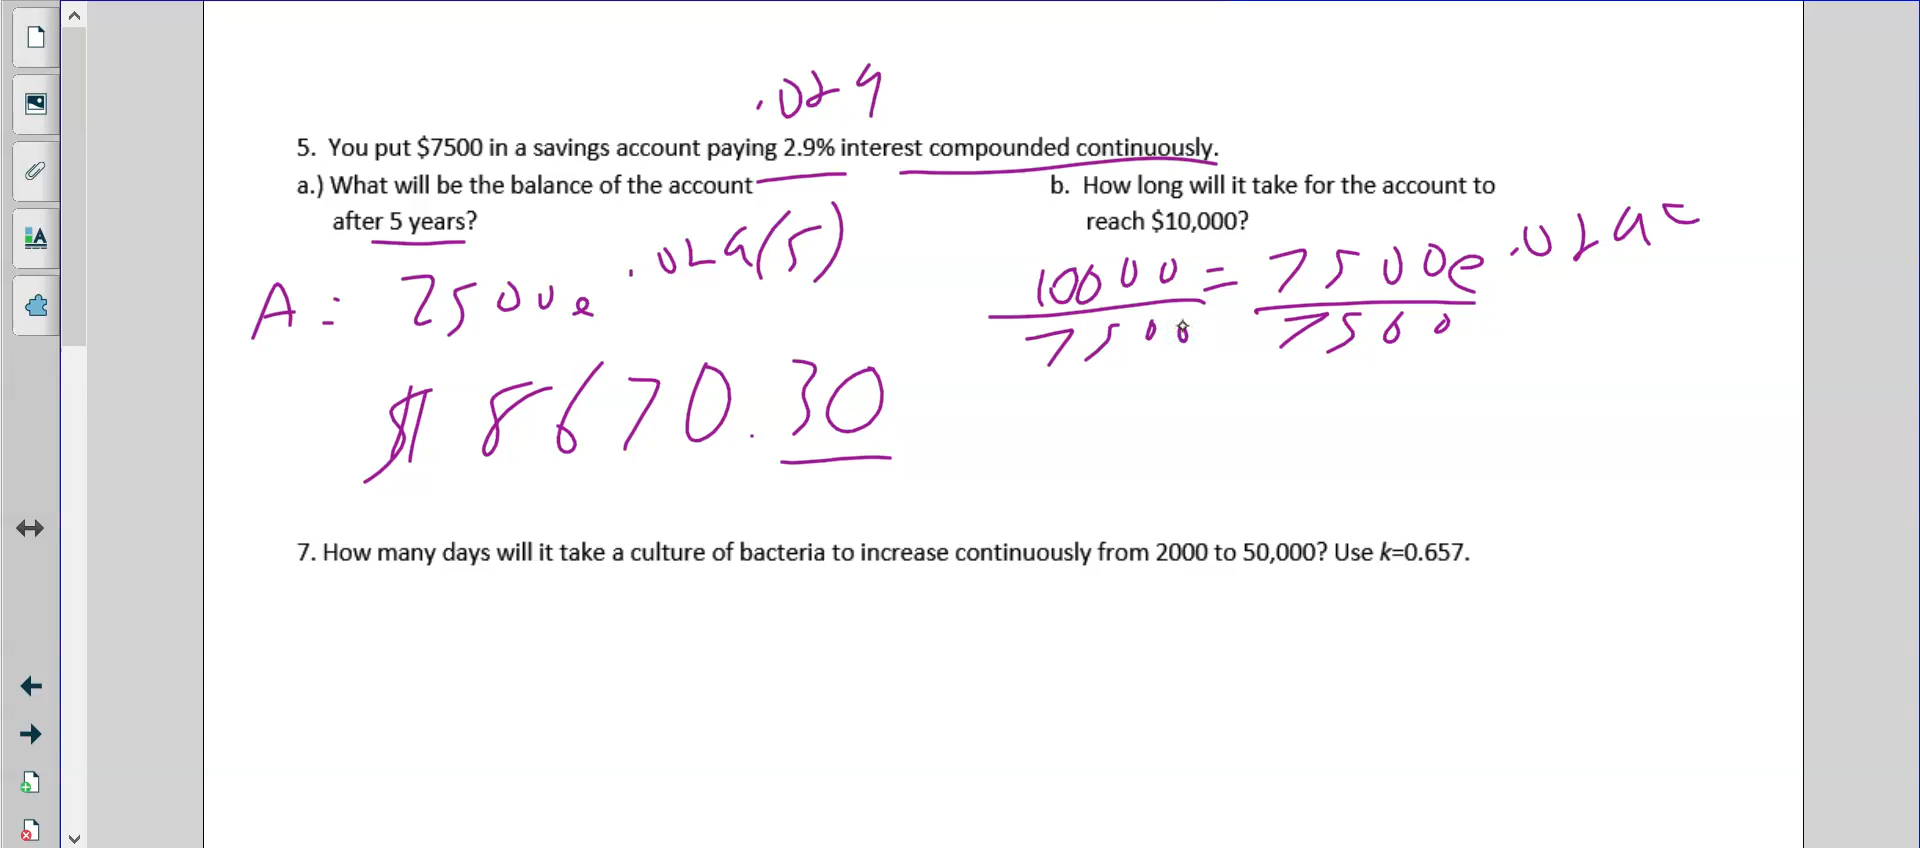 .029
5. You put $7500 in a savings account paying 2.9% interest compounded continuously.
a.) What will be the balance of the account
after 5 years?
b. How long will it take for the account to
reach $10,000?
A = 7500e^.029(5)
$8670.30
10000 = 7500e^.029t
7500 7500
7. How many days will it take a culture of bacteria to increase continuously from 2000 to 50,000? Use k=0.657.